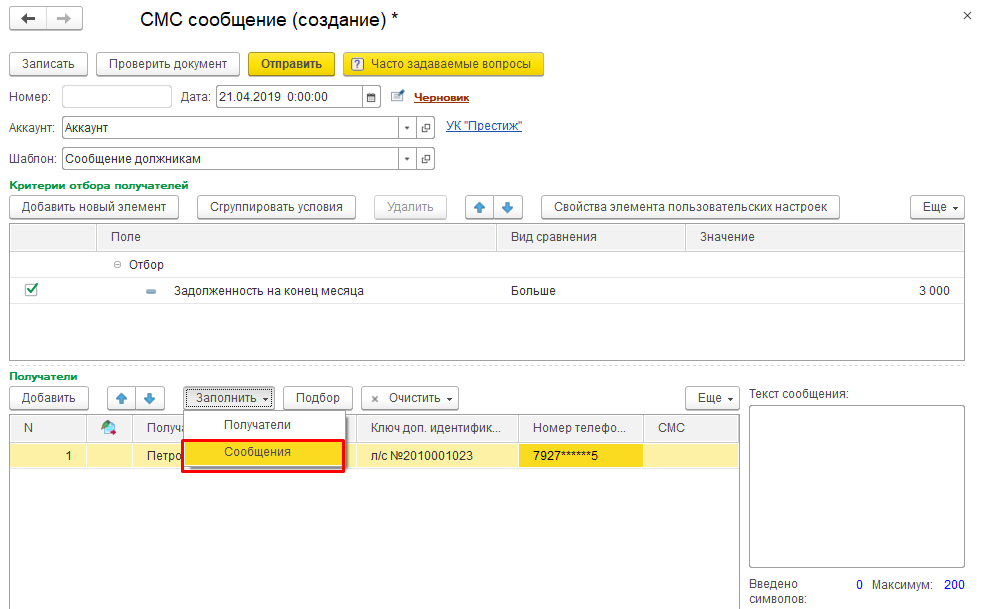 СМС сообщение (создание) *
Записать Проверить документ Отправить ? Часто задаваемые вопросы
Номер: Дата: 21.04.2019 0:00:00 Черновик
Аккаунт: Аккаунт УК "Престиж"
Шаблон: Сообщение должникам
Критерии отбора получателей
Добавить новый элемент Сгруппировать условия Удалить Свойства элемента пользовательских настроек Еще
Поле Вид сравнения Значение
Отбор
Задолженность на конец месяца Больше 3 000
Получатели
Добавить Заполнить Подбор Очистить Еще Текст сообщения:
N Получа Ключ доп. идентифик... Номер телефо... СМС
Получатели
1 Петро л/с №2010001023 7927******5
Сообщения
Введено 0 Максимум: 200
символов: